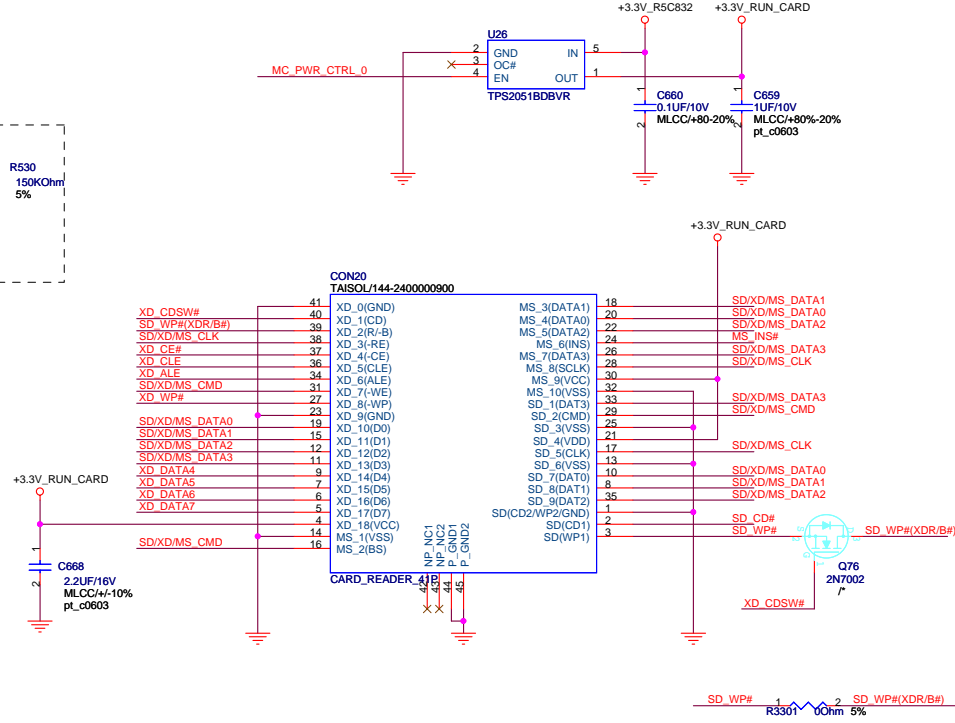 +3.3V_R5C832 +3.3V_RUN_CARD
U26
2 GND IN 5
3 OC#
MC_PWR_CTRL_0 4 EN OUT 1
TPS2051BDBVR
1 C660 1 C659
0.1UF/10V 1UF/10V
2 MLCC/+80-20% 2 MLCC/+80%-20%
pt_c0603
R530
150KOhm
5%
+3.3V_RUN_CARD
CON20
TAISOL/144-2400000900
41 XD_0(GND) MS_3(DATA1) 18 SD/XD/MS_DATA1
XD_CDSW# 40 XD_1(CD) MS_4(DATA0) 20 SD/XD/MS_DATA0
SD_WP#(XDR/B#) 39 XD_2(R/-B) MS_5(DATA2) 22 SD/XD/MS_DATA2
SD/XD/MS_CLK 38 XD_3(-RE) MS_6(INS) 24 MS_INS#
XD_CE# 37 XD_4(-CE) MS_7(DATA3) 26 SD/XD/MS_DATA3
XD_CLE 36 XD_5(CLE) MS_8(SCLK) 28 SD/XD/MS_CLK
XD_ALE 34 XD_6(ALE) MS_9(VCC) 30
SD/XD/MS_CMD 31 XD_7(-WE) MS_10(VSS) 32
XD_WP# 27 XD_8(-WP) SD_1(DAT3) 33 SD/XD/MS_DATA3
23 XD_9(GND) SD_2(CMD) 29 SD/XD/MS_CMD
SD/XD/MS_DATA0 19 XD_10(D0) SD_3(VSS) 25
SD/XD/MS_DATA1 15 XD_11(D1) SD_4(VDD) 21
SD/XD/MS_DATA2 12 XD_12(D2) SD_5(CLK) 17 SD/XD/MS_CLK
SD/XD/MS_DATA3 11 XD_13(D3) SD_6(VSS) 13
XD_DATA4 9 XD_14(D4) SD_7(DAT0) 10 SD/XD/MS_DATA0
XD_DATA5 7 XD_15(D5) SD_8(DAT1) 8 SD/XD/MS_DATA1
XD_DATA6 6 XD_16(D6) SD_9(DAT2) 35 SD/XD/MS_DATA2
XD_DATA7 5 XD_17(D7) SD(CD2/WP2/GND) 1
4 XD_18(VCC) SD(CD1) 2 SD_CD#
14 MS_1(VSS) SD(WP1) 3 SD_WP# SD_WP#(XDR/B#)
SD/XD/MS_CMD 16 MS_2(BS)
NP_NC1 NP_NC2 P_GND1 P_GND2
CARD_READER_41P
42 43 44 45
+3.3V_RUN_CARD
1 C668
2 2.2UF/16V
MLCC/+/-10%
pt_c0603
Q76
2N7002
/*
XD_CDSW#
SD_WP# 1 2 SD_WP#(XDR/B#)
R3301 0Ohm 5%